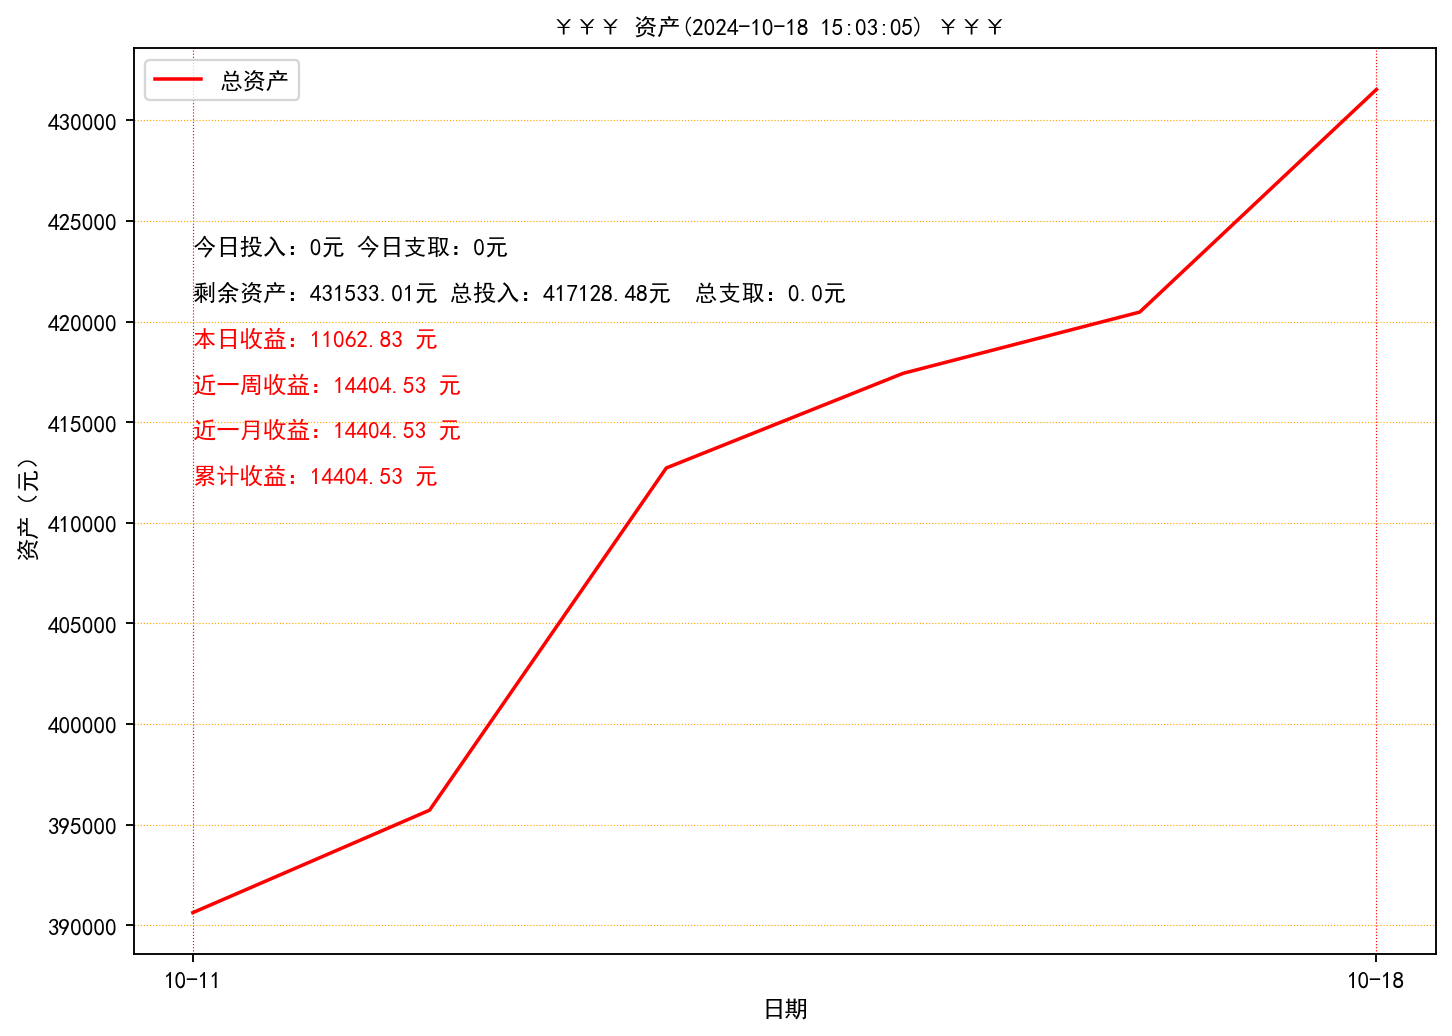 ￥￥￥ 资产(2024-10-18 15:03:05) ￥￥￥
总资产
430000
425000
今日投入：0元 今日支取：0元
剩余资产：431533.01元 总投入：417128.48元  总支取：0.0元
420000
本日收益：11062.83 元
近一周收益：14404.53 元
415000
近一月收益：14404.53 元
累计收益：14404.53 元
资产（元）
410000
405000
400000
395000
390000
10-11
10-18
日期